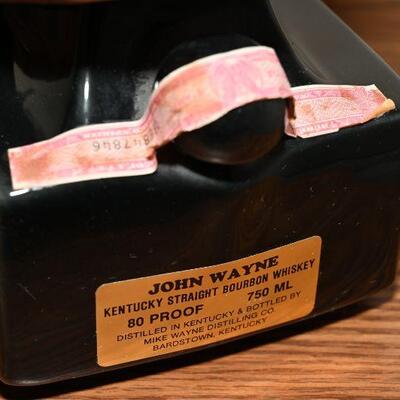 847846
JOHN WAYNE
KENTUCKY STRAIGHT BOURBON WHISKEY
80 PROOF 750 ML
DISTILLED IN KENTUCKY & BOTTLED BY
MIKE WAYNE DISTILLING CO.
BARDSTOWN, KENTUCKY